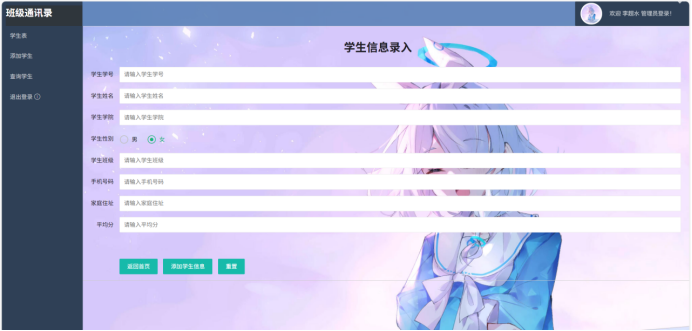 班级通讯录
欢迎 李颜水 管理员登录!
学生表
添加学生
查询学生
退出登录
学生信息录入
学生学号 请输入学生学号
学生姓名 请输入学生姓名
学生学院 请输入学生学院
学生性别 男 女
学生班级 请输入学生班级
手机号码 请输入手机号码
家庭住址 请输入家庭住址
平均分 请输入平均分
返回首页 添加学生信息 重置